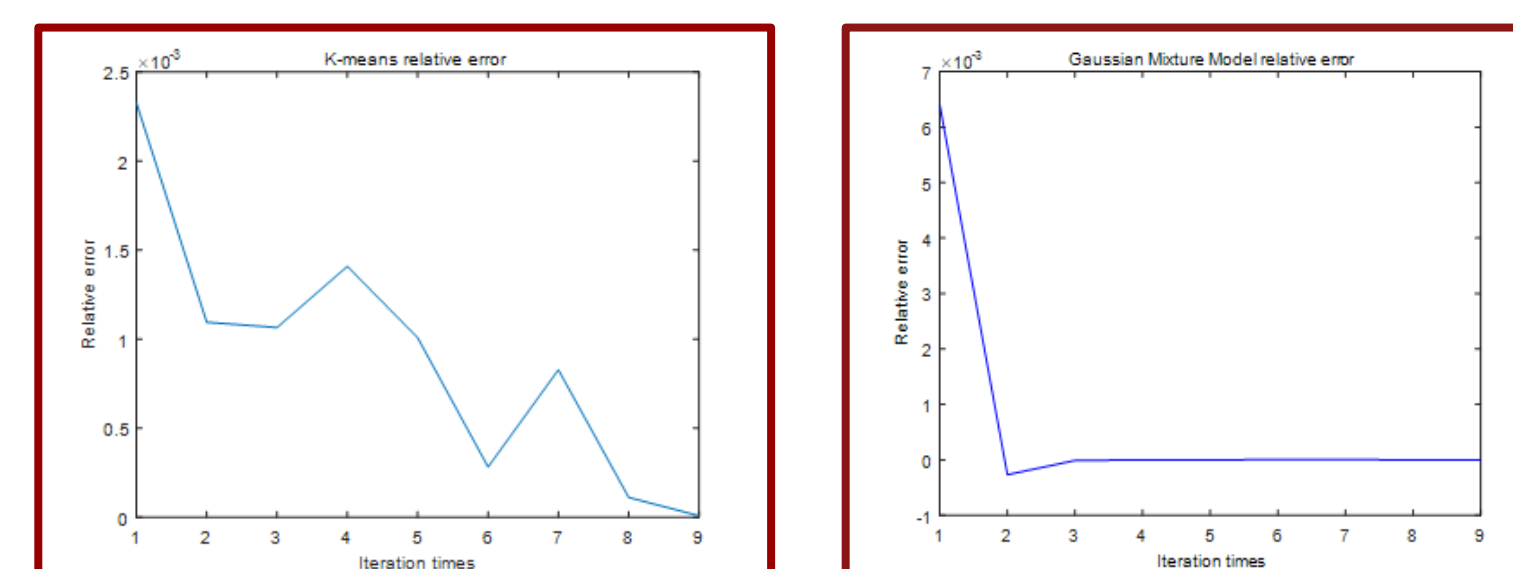 K-means relative error
×10-3
2.5
2
1.5
1
0.5
0
Relative error
1 2 3 4 5 6 7 8 9
Iteration times
Gaussian Mixture Model relative error
×10-3
7
6
5
4
3
2
1
0
-1
Relative error
1 2 3 4 5 6 7 8 9
Iteration times